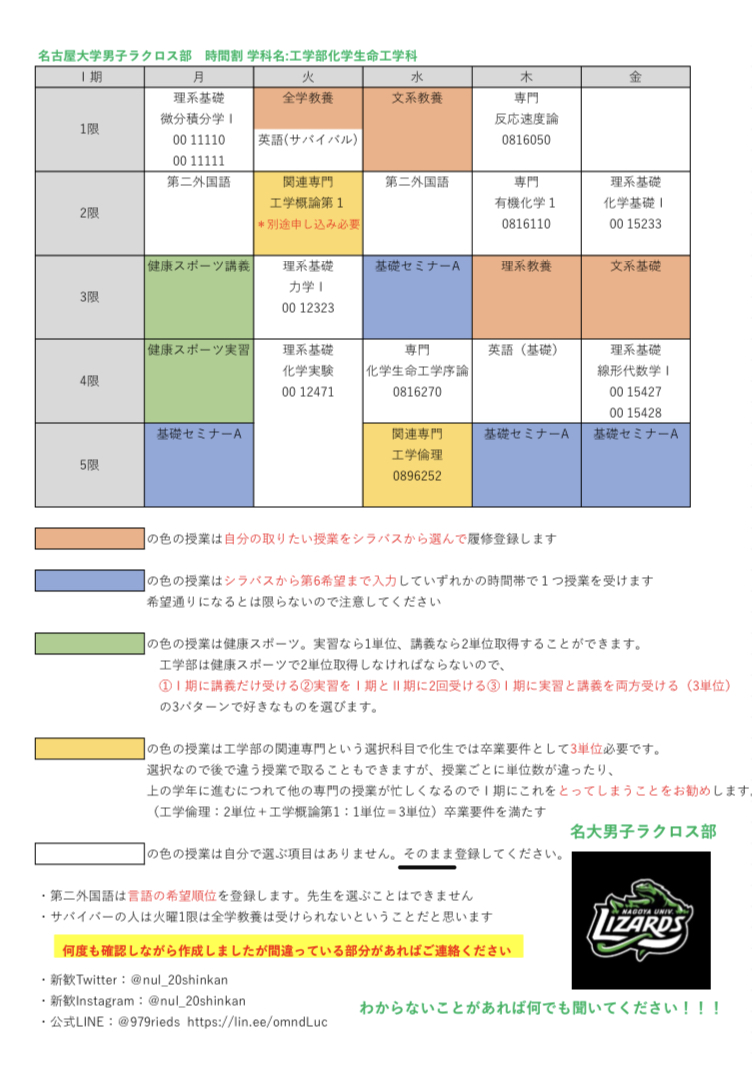 名古屋大学男子ラクロス部　時間割 学科名:工学部化学生命工学科
Ⅰ期 月 火 水 木 金
1限
理系基礎
微分積分学Ⅰ
00 11110
00 11111
全学教養
英語(サバイバル)
文系教養
専門
反応速度論
0816050
2限
第二外国語
関連専門
工学概論第１
＊別途申し込み必要
第二外国語
専門
有機化学１
0816110
理系基礎
化学基礎Ⅰ
00 15233
3限
健康スポーツ講義
理系基礎
力学Ⅰ
00 12323
基礎セミナーA
理系教養
文系基礎
4限
健康スポーツ実習
理系基礎
化学実験
00 12471
専門
化学生命工学序論
0816270
英語（基礎）
理系基礎
線形代数学Ⅰ
00 15427
00 15428
5限
基礎セミナーA
関連専門
工学倫理
0896252
基礎セミナーA
基礎セミナーA
の色の授業は自分の取りたい授業をシラバスから選んで履修登録します
の色の授業はシラバスから第6希望まで入力していずれかの時間帯で１つ授業を受けます
希望通りになるとは限らないので注意してください
の色の授業は健康スポーツ。実習なら1単位、講義なら2単位取得することができます。
工学部は健康スポーツで2単位取得しなければならないので、
①Ⅰ期に講義だけ受ける②実習をⅠ期とⅡ期に2回受ける③Ⅰ期に実習と講義を両方受ける（3単位）
の3パターンで好きなものを選びます。
の色の授業は工学部の関連専門という選択科目で化生では卒業要件として3単位必要です。
選択なので後で違う授業で取ることもできますが、授業ごとに単位数が違ったり、
上の学年に進むにつれて他の専門の授業が忙しくなるのでⅠ期にこれをとってしまうことをお勧めします。
（工学倫理：2単位＋工学概論第1：1単位＝3単位）卒業要件を満たす
名大男子ラクロス部
の色の授業は自分で選ぶ項目はありません。そのまま登録してください。
・第二外国語は言語の希望順位を登録します。先生を選ぶことはできません
・サバイバーの人は火曜1限は全学教養は受けられないということだと思います
NAGOYA UNIV.
LIZARDS
何度も確認しながら作成しましたが間違っている部分があればご連絡ください
・新歓Twitter：@nul_20shinkan
・新歓Instagram：@nul_20shinkan
わからないことがあれば何でも聞いてください！！！
・公式LINE：@979rieds https://lin.ee/omndLuc